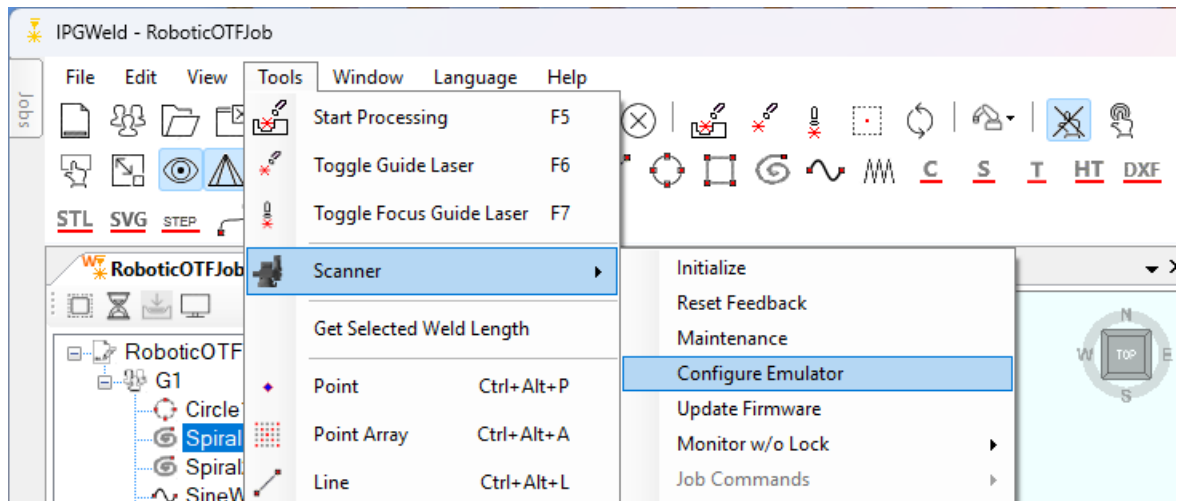 IPGWeld - RoboticOTFJob
Jobs
File Edit View Tools Window Language Help
Start Processing F5
Toggle Guide Laser F6
C S T HT DXF
Toggle Focus Guide Laser F7
STL SVG STEP
W RoboticOTFJob
Scanner
Initialize
Reset Feedback
Get Selected Weld Length
Maintenance
N
W TOP E
S
RoboticOTF
Configure Emulator
G1
Point Ctrl+Alt+P
Circle
Update Firmware
Spiral
Point Array Ctrl+Alt+A
Monitor w/o Lock
Spiral
Line Ctrl+Alt+L
Job Commands
SineW